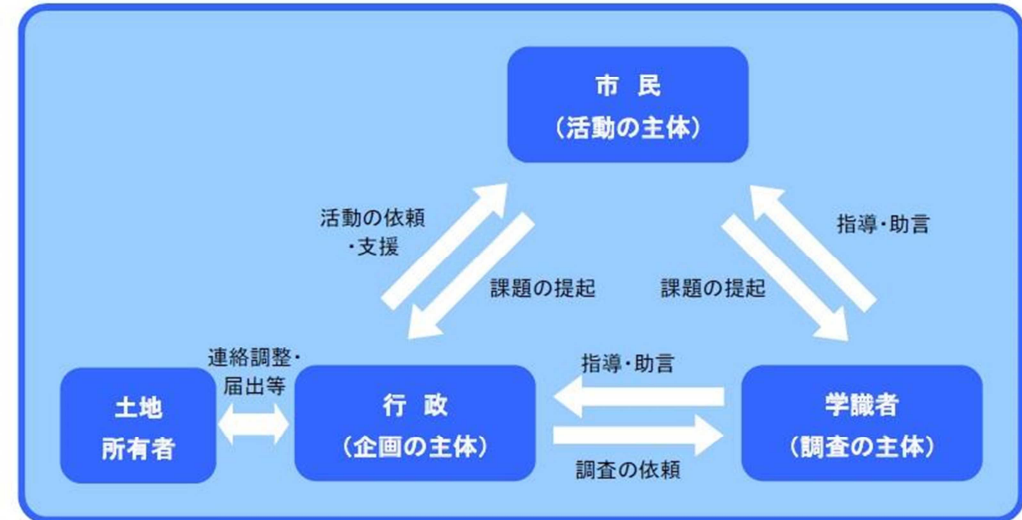 市 民
（活動の主体）
活動の依頼
・支援
課題の提起
課題の提起
指導・助言
連絡調整・
届出等
土地
所有者
行 政
（企画の主体）
指導・助言
調査の依頼
学識者
（調査の主体）